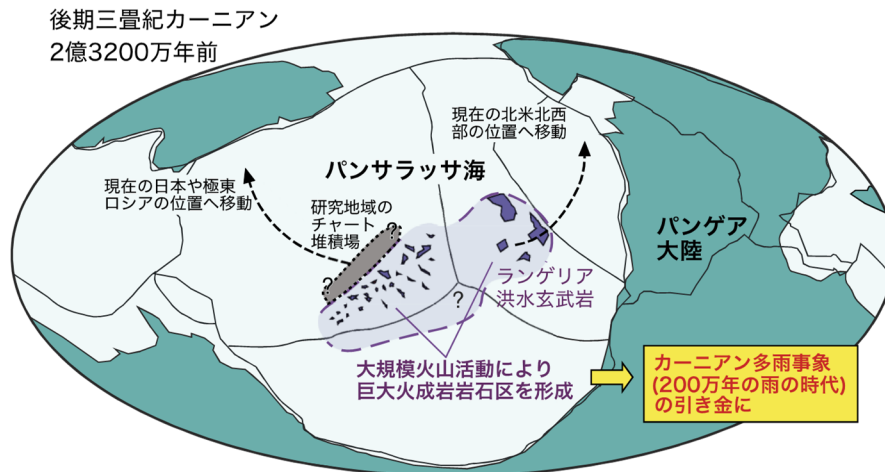 後期三畳紀カーニアン
2億3200万年前
現在の北米北西
部の位置へ移動
パンサラッサ海
現在の日本や極東
ロシアの位置へ移動
研究地域の
チャート
堆積場
?
?
パンゲア
大陸
ランゲリア
洪水玄武岩
?
大規模火山活動により
巨大火成岩岩石区を形成
カーニアン多雨事象
(200万年の雨の時代)
の引き金に